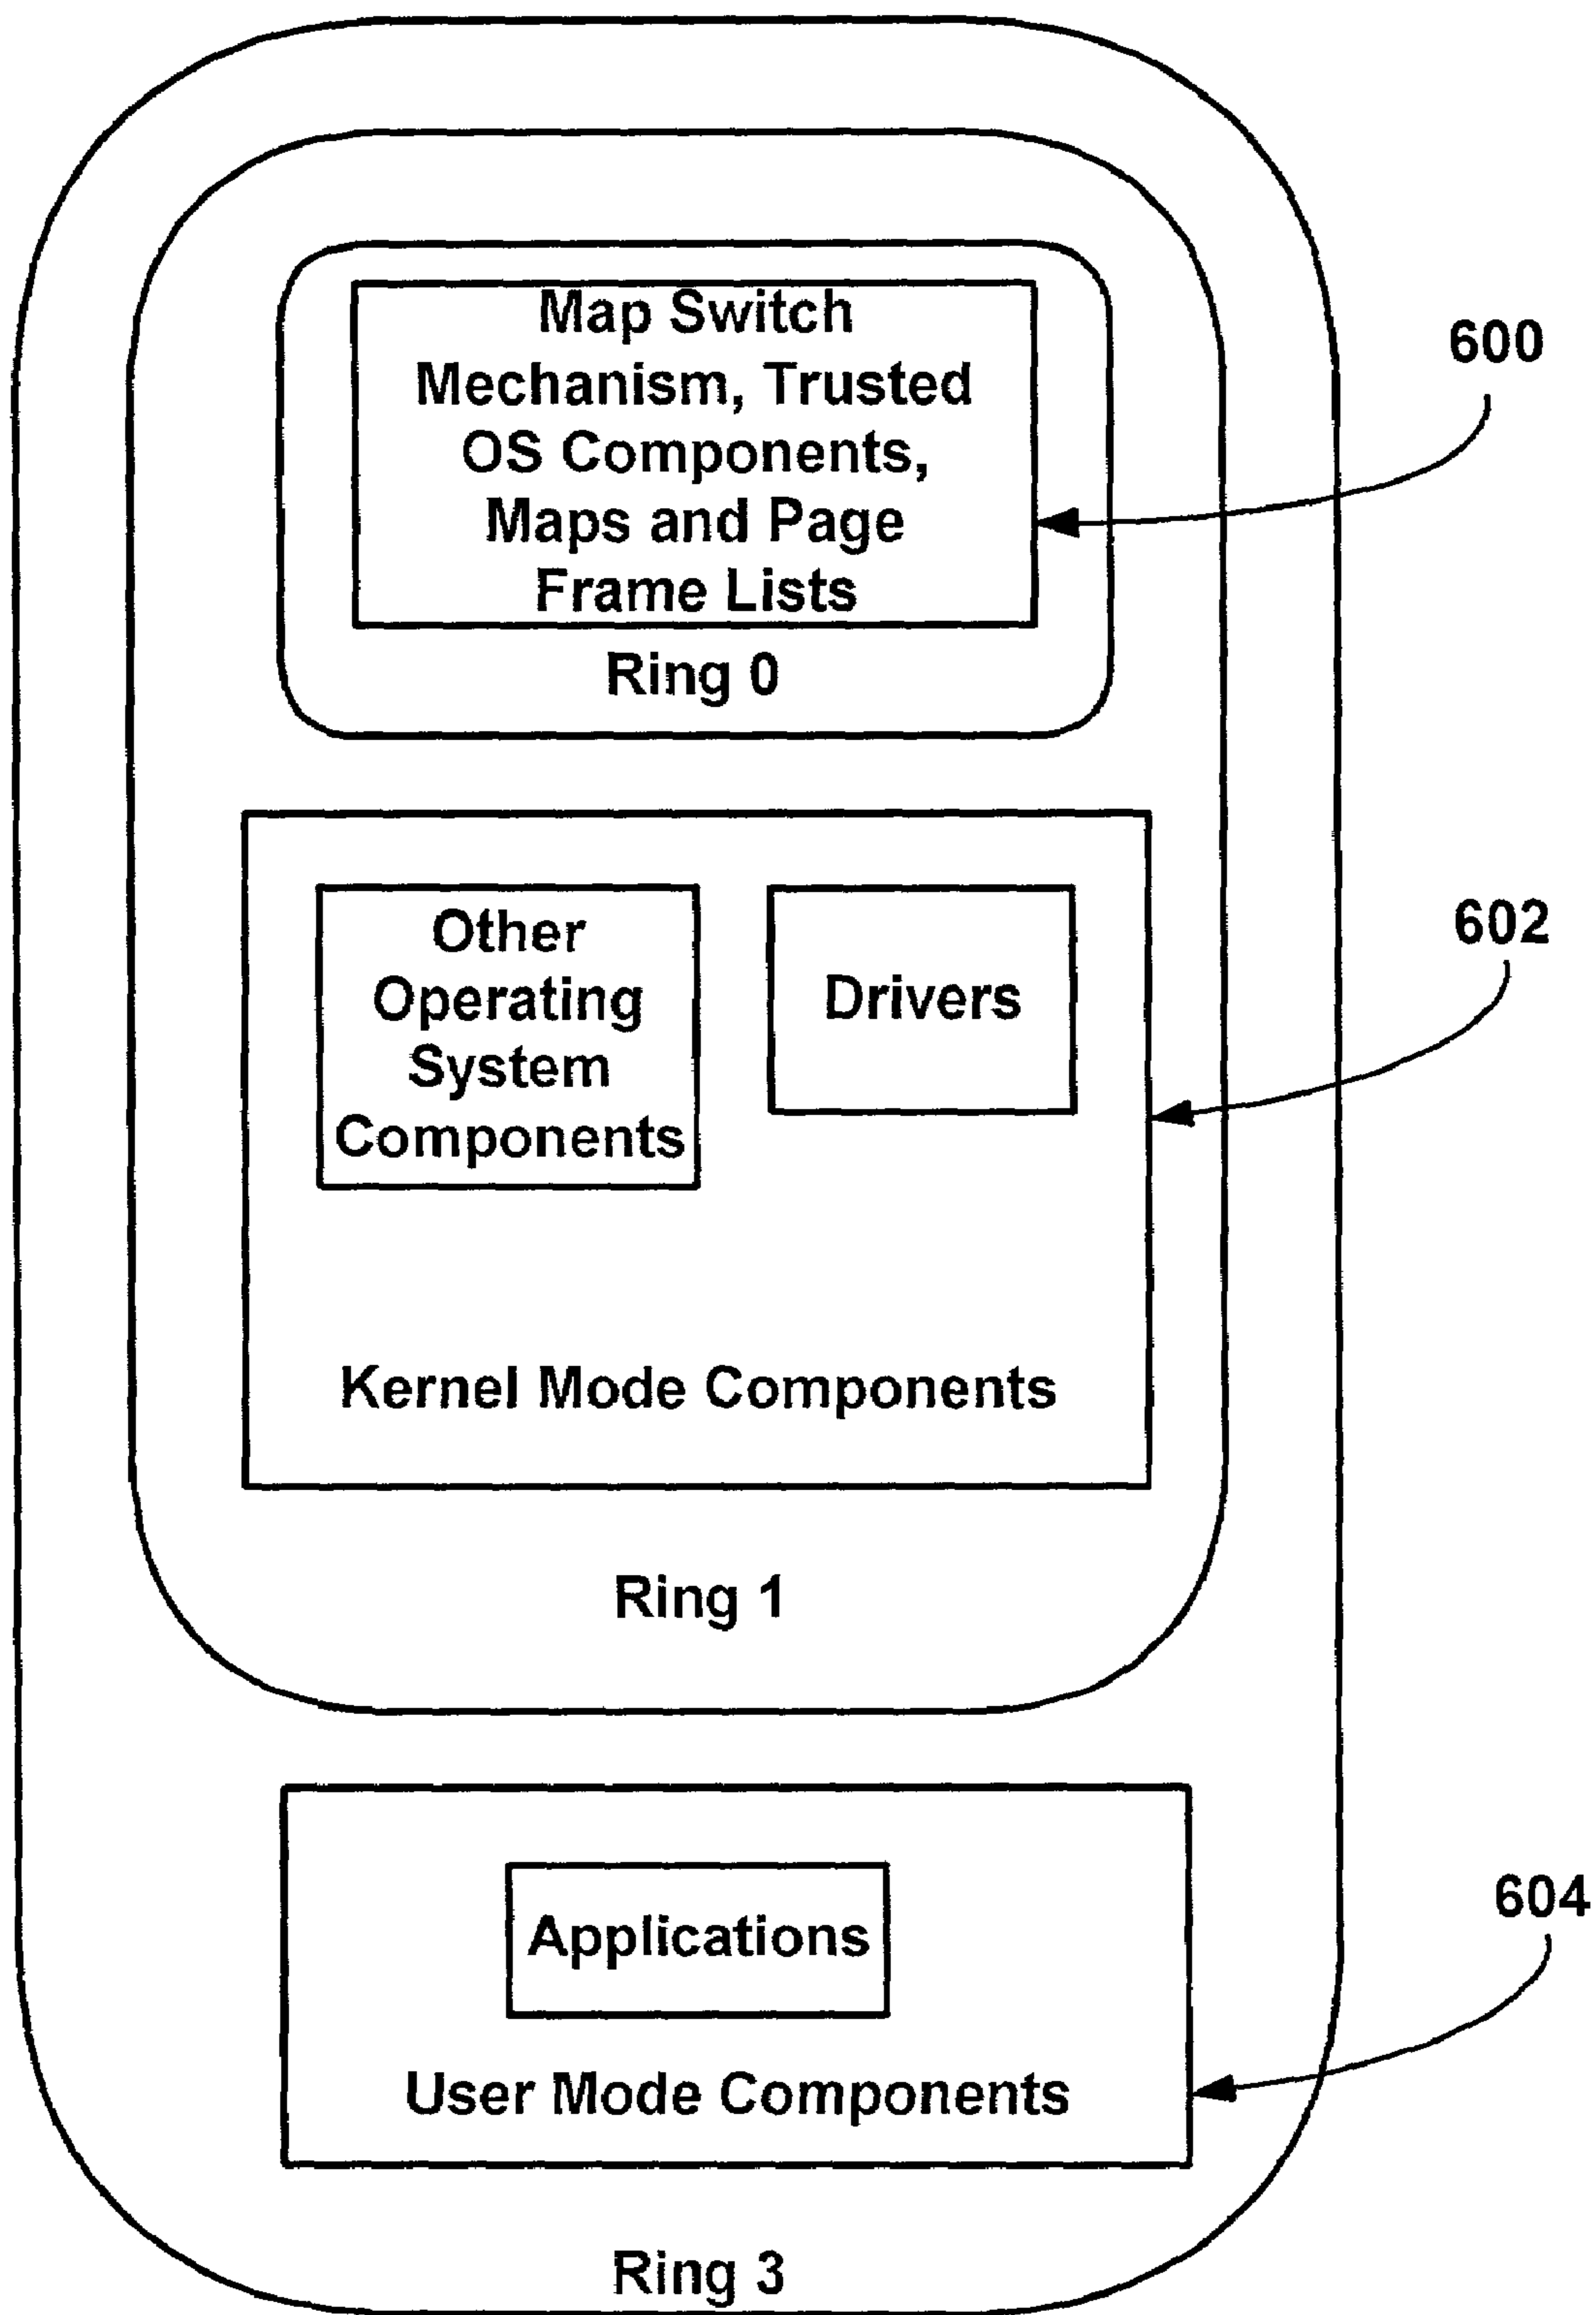 Map Switch
Mechanism, Trusted
OS Components,
Maps and Page
Frame Lists
Ring 0
600
Other
Operating
System
Components
Drivers
602
Kernel Mode Components
Ring 1
Applications
User Mode Components
604
Ring 3